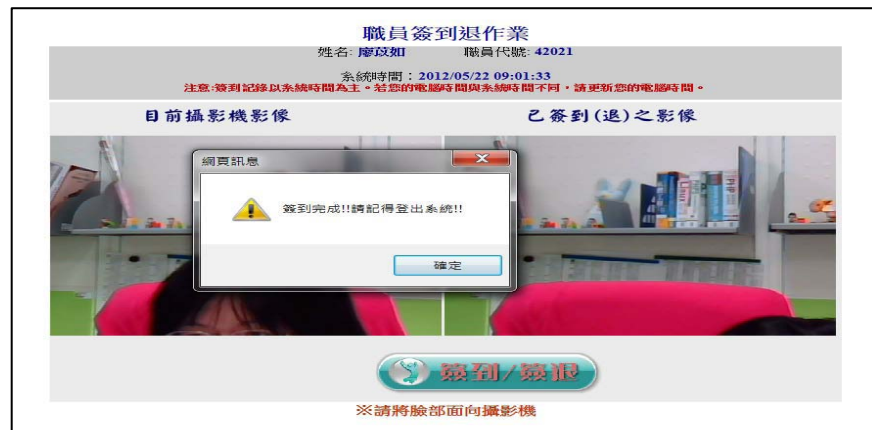 職員簽到退作業
姓名: 廖苡如 職員代號: 42021
系統時間：2012/05/22 09:01:33
注意:簽到記錄以系統時間為主。若您的電腦時間與系統時間不同，請更新您的電腦時間。
目前攝影機影像 已簽到(退)之影像
網頁訊息
簽到完成!!請記得登出系統!!
確定
Linux
PHP
簽到/簽退
※請將臉部面向攝影機